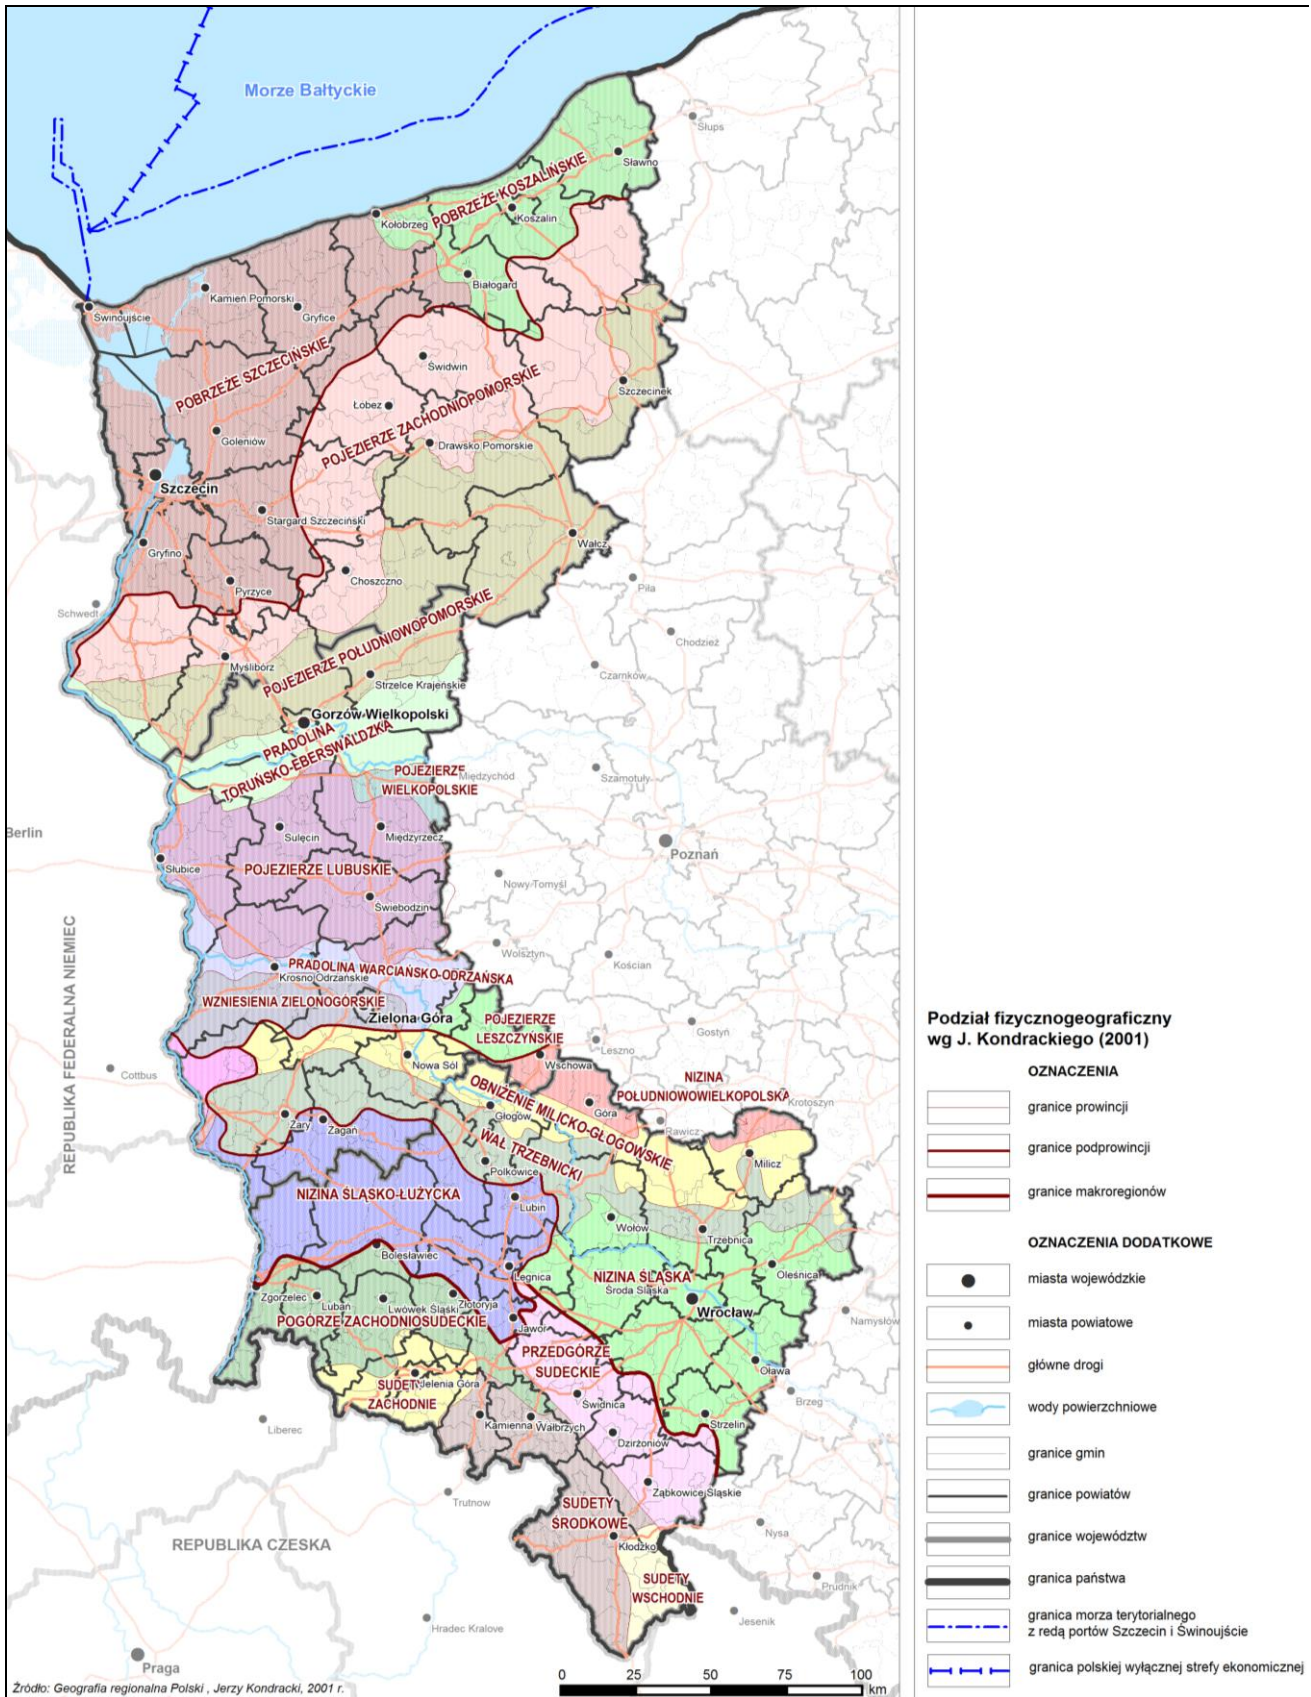 Morze Bałtyckie
Słups
Sławno
POBRZEŻE KOSZALIŃSKIE
Koszalin
Kołobrzeg
Białogard
Kamień Pomorski
Świnoujście
Gryfice
POBRZEŻE SZCZECIŃSKIE
Świdwin
Szczecinek
Łobez
POJEZIERZE ZACHODNIOPOMORSKIE
Goleniów
Drawsko Pomorskie
Szczecin
Stargard Szczeciński
Wałcz
Gryfino
Choszczno
Pyrzyce
Piła
Schwedt
POJEZIERZE POŁUDNIOWOPOMORSKIE
Chodzież
Myslibórz
Czarnków
Strzelce Krajeńskie
Gorzów Wielkopolski
PRADOLINA
TORUŃSKO-EBERSWALDZKA
POJEZIERZE
WIELKOPOLSKIE
Międzychód
Szamotuły
Berlin
Sulęcin
Międzyrzecz
Poznań
Słubice
POJEZIERZE LUBUSKIE
Nowy Tomyśl
Świebodzin
REPUBLIKA FEDERALNA NIEMIEC
Wolsztyn
Kościan
PRADOLINA WARCIAŃSKO-ODRZAŃSKA
Krosno Odrzańskie
WZNIESIENIA ZIELONOGÓRSKIE
Zielona Góra
POJEZIERZE
LESZCZYŃSKIE
Gostyń
Leszno
Cottbus
Nowa Sól
Wschowa
NIZINA
POŁUDNIOWOWIELKOPOLSKA
Krotoszyn
OBNIŻENIE MILICKO-GŁOGOWSKIE
Głogów
Góra
Rawicz
Żary
Żagań
WAŁ TRZEBNICKI
Milicz
Polkowice
NIZINA ŚLĄSKO-ŁUŻYCKA
Lubin
Wołów
Trzebnica
Bolesławiec
Legnica
NIZINA ŚLĄSKA
Środa Śląska
Oleśnica
Zgorzelec
Lubań
Lwówek Śląski
Złotoryja
Wrocław
Namysłów
POGÓRZE ZACHODNIOSUDECKIE
Jawor
PRZEDGÓRZE
SUDECKIE
Oława
SUDETY
ZACHODNIE
Jelenia Góra
Brzeg
Świdnica
Liberec
Kamienna
Wałbrzych
Strzelin
Dzirżoniów
Trutnow
Ząbkowice Śląskie
SUDETY
ŚRODKOWE
Nysa
REPUBLIKA CZESKA
Kłodzko
SUDETY
WSCHODNIE
Prudnik
Jesenik
Hradec Kralove
Praga
Źródło: Geografia regionalna Polski , Jerzy Kondracki, 2001 r.
0 25 50 75 100
km
Podział fizycznogeograficzny
wg J. Kondrackiego (2001)
OZNACZENIA
granice prowincji
granice podprowincji
granice makroregionów
OZNACZENIA DODATKOWE
miasta wojewódzkie
miasta powiatowe
główne drogi
wody powierzchniowe
granice gmin
granice powiatów
granice województw
granica państwa
granica morza terytorialnego
z redą portów Szczecin i Świnoujście
granica polskiej wyłącznej strefy ekonomicznej